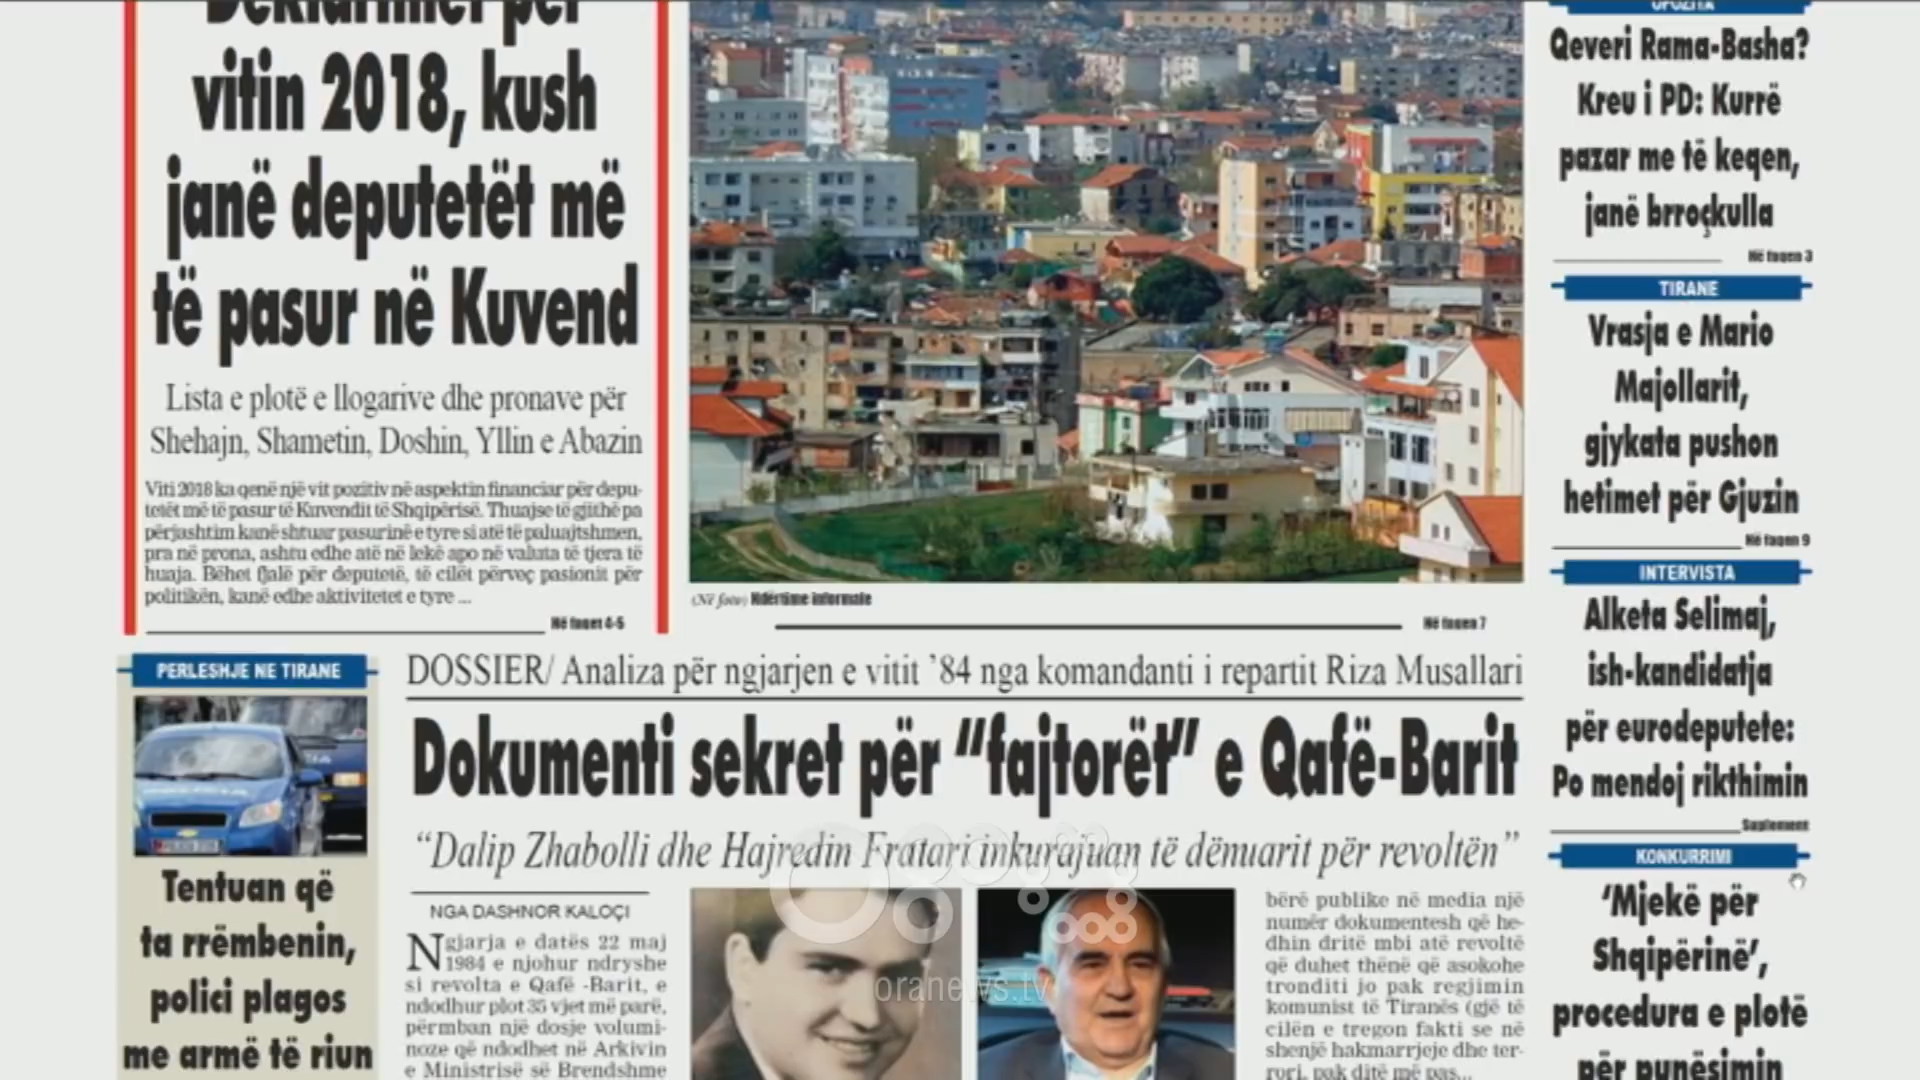 Deklarimet për
vitin 2018, kush
janë deputetët më
të pasur në Kuvend
Lista e plotë e llogarive dhe pronave për
Shehajn, Shametin, Doshin, Yllin e Abazin
Viti 2018 ka qenë një vit pozitiv në aspektin financiar për depu-
tetët më të pasur të Kuvendit të Shqipërisë. Thuajse të gjithë pa
përjashtim kanë shtuar pasurinë e tyre si atë të paluajtshmen,
pra në prona, ashtu edhe atë në lekë apo në valuta të tjera të
huaja. Bëhet fjalë për deputetë, të cilët përveç pasionit për
politikën, kanë edhe aktivitetet e tyre ...
Në faqet 4-5
(Në foto) Ndërtime informale
Në faqen 7
OPOZITA
Qeveri Rama-Basha?
Kreu i PD: Kurrë
pazar me të keqen,
janë brroçkulla
Në faqen 3
TIRANE
Vrasja e Mario
Majollarit,
gjykata pushon
hetimet për Gjuzin
Në faqen 9
INTERVISTA
Alketa Selimaj,
ish-kandidatja
për eurodeputete:
Po mendoj rikthimin
Suplement
KONKURRIMI
‘Mjekë për
Shqipërinë’,
procedura e plotë
për punësimin
PERLESHJE NE TIRANE
Tentuan që
ta rrëmbenin,
polici plagos
me armë të riun
DOSSIER/ Analiza për ngjarjen e vitit ’84 nga komandanti i repartit Riza Musallari
Dokumenti sekret për “fajtorët” e Qafë-Barit
“Dalip Zhabolli dhe Hajredin Fratari inkurajuan të dënuarit për revoltën”
NGA DASHNOR KALOÇI
Ngjarja e datës 22 maj
1984 e njohur ndryshe
si revolta e Qafë -Barit, e
ndodhur plot 35 vjet më parë,
përmban një dosje volumi-
noze që ndodhet në Arkivin
e Ministrisë së Brendshme
bërë publike në media një
numër dokumentesh që he-
dhin dritë mbi atë revoltë
që duhet thënë që asokohe
tronditi jo pak regjimin
komunist të Tiranës (gjë të
cilën e tregon fakti se në
shenjë hakmarrjeje dhe ter-
rori, pak ditë më pas...
oranews.tv